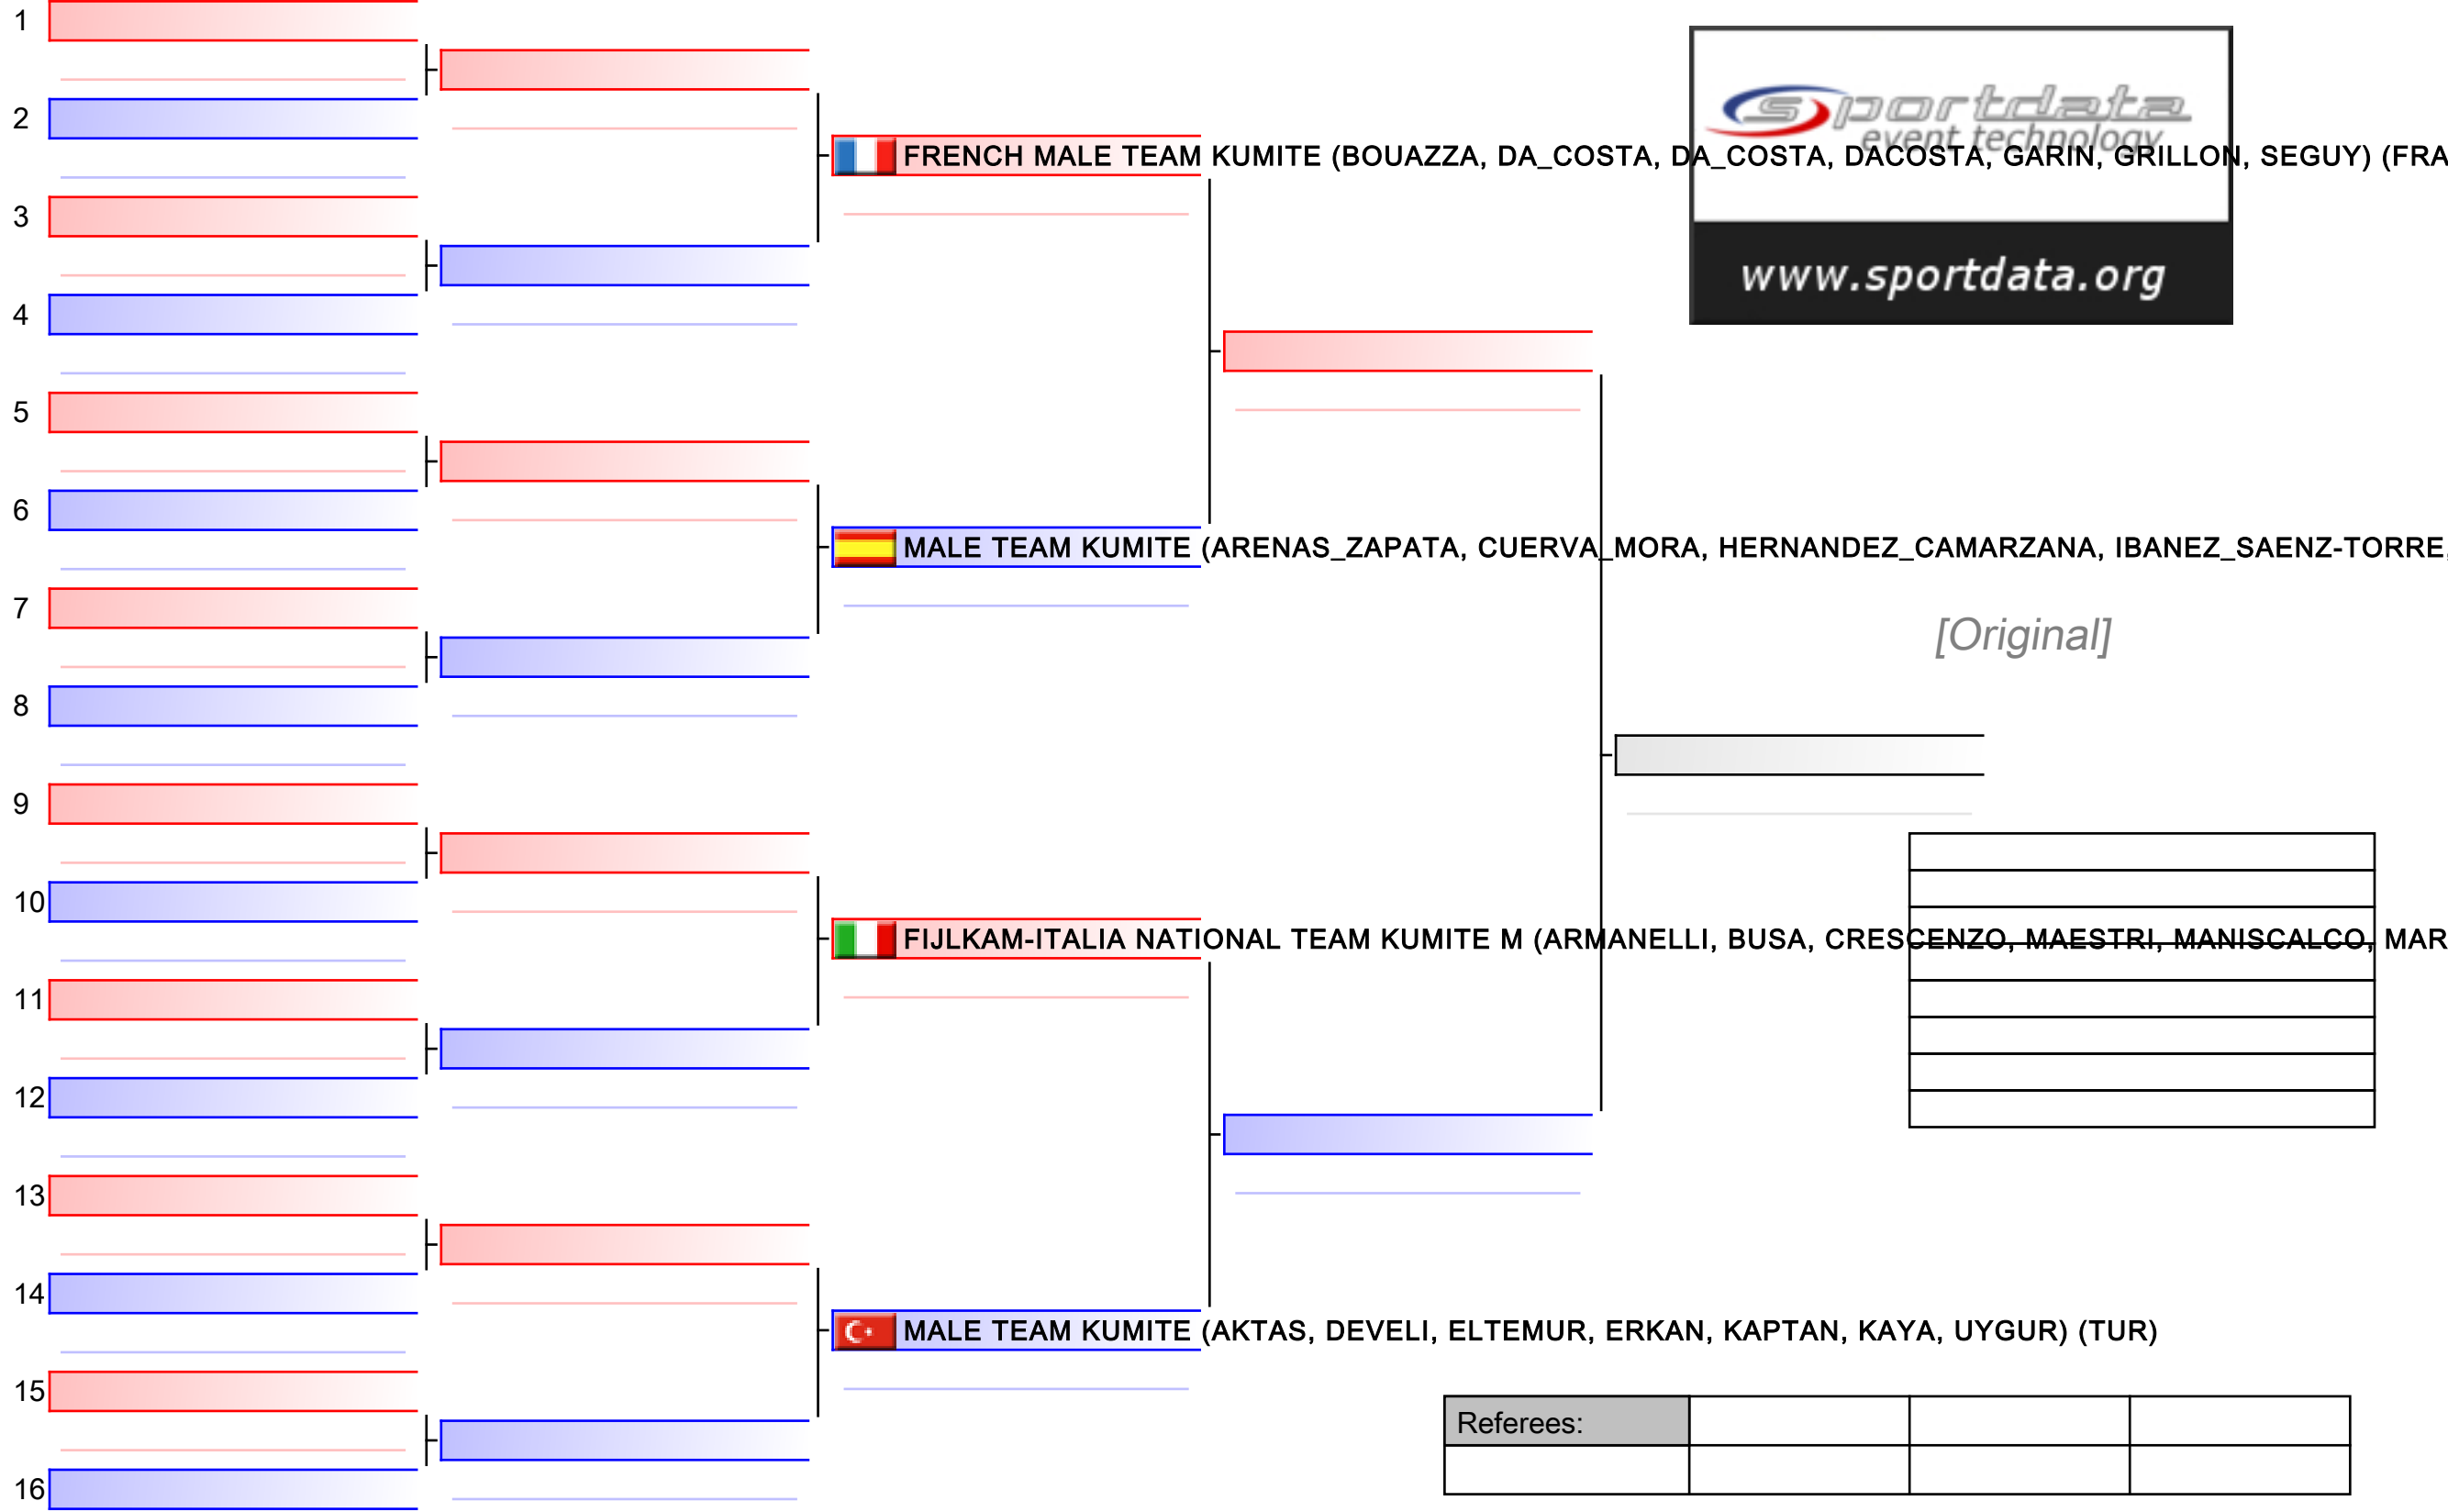 1
2
sportdata
event technology
FRENCH MALE TEAM KUMITE (BOUAZZA, DA_COSTA, DA_COSTA, DACOSTA, GARIN, GRILLON, SEGUY) (FRA
3
www.sportdata.org
4
5
6
MALE TEAM KUMITE (ARENAS_ZAPATA, CUERVA_MORA, HERNANDEZ_CAMARZANA, IBANEZ_SAENZ-TORRE,
7
[Original]
8
9
10
FIJLKAM-ITALIA NATIONAL TEAM KUMITE M (ARMANELLI, BUSA, CRESCENZO, MAESTRI, MANISCALCO, MAR
11
12
13
14
MALE TEAM KUMITE (AKTAS, DEVELI, ELTEMUR, ERKAN, KAPTAN, KAYA, UYGUR) (TUR)
15
Referees:
16